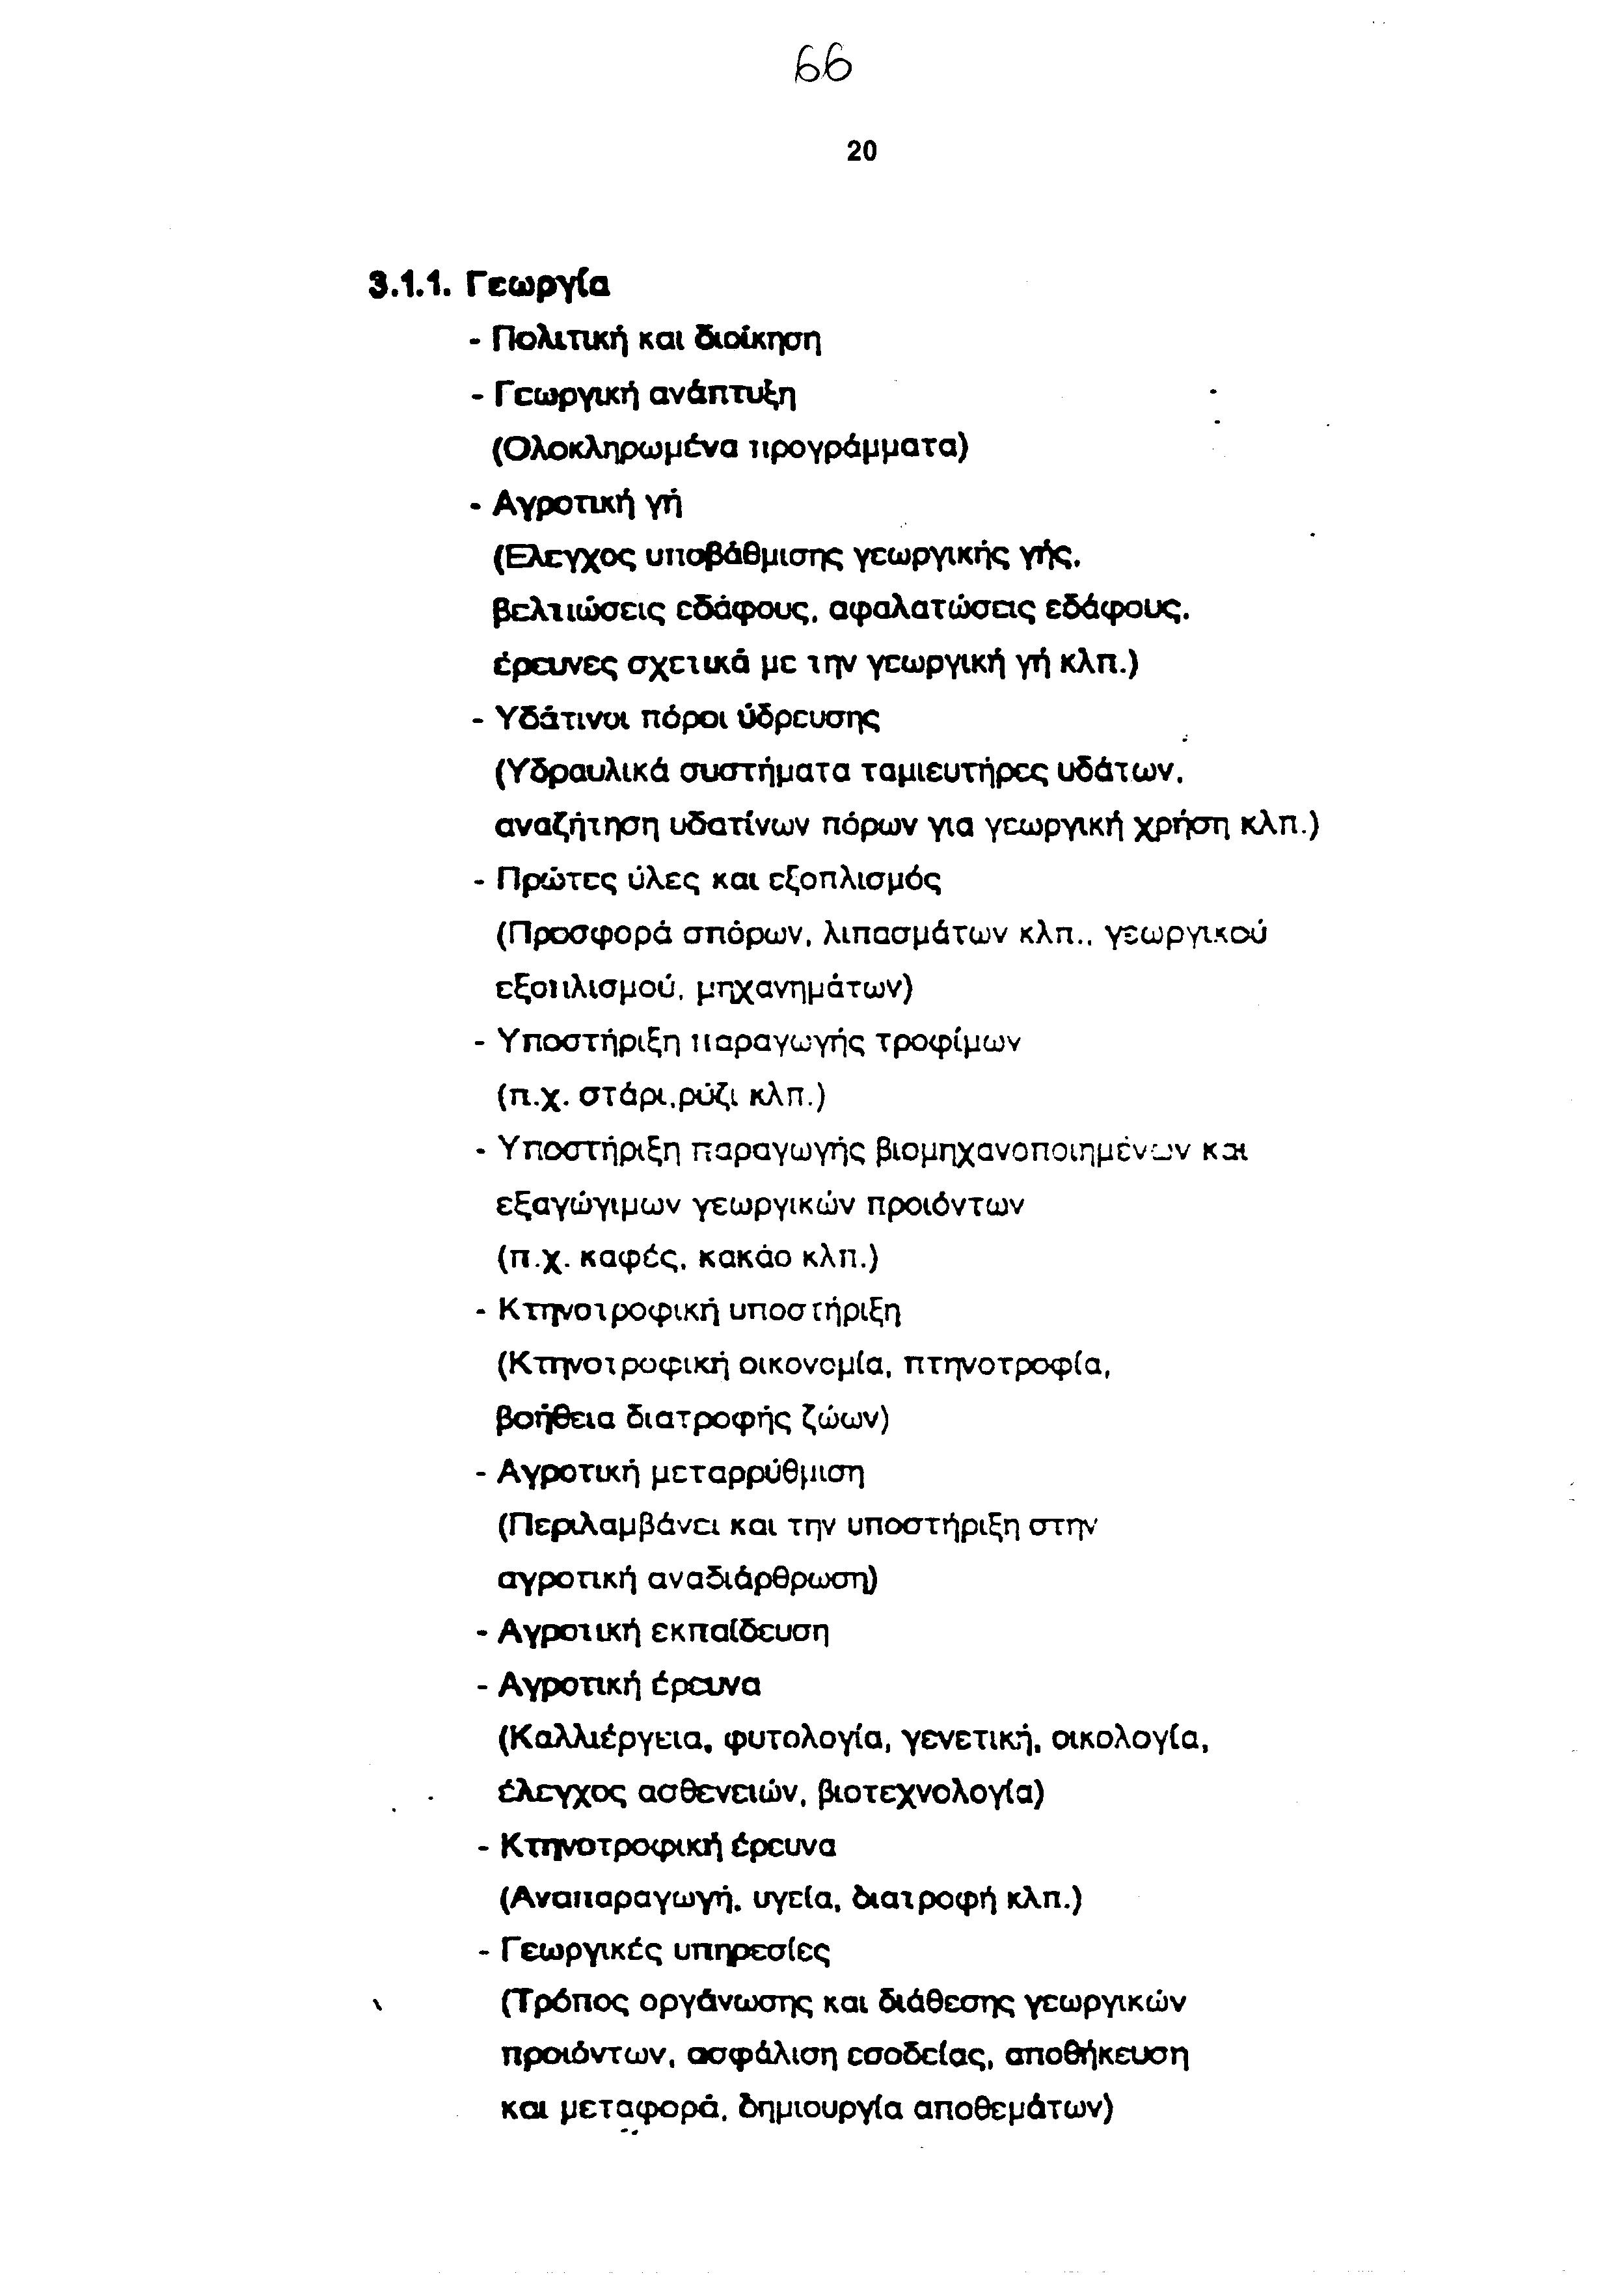 66
20
3.1.1. Γεωργία
- Πολιτική και διοίκηση
- Γεωργική ανάπτυξη
(Ολοκληρωμένα προγράμματα)
- Αγροτική γή
(Ελεγχος υποβάθμισης γεωργικής γής,
βελτιώσεις εδάφους, αφαλατώσεις εδάφους,
έρευνες σχετικά με την γεωργική γή κλπ.)
- Υδάτινοι πόροι ύδρευσης
(Υδραυλικά συστήματα ταμιευτήρες υδάτων,
αναζήτηση υδατίνων πόρων για γεωργική χρήση κλπ.)
- Πρώτες ύλες και εξοπλισμός
(Προσφορά σπόρων, λιπασμάτων κλπ., γεωργικού
εξοπλισμού, μηχανημάτων)
- Υποστήριξη παραγωγής τροφίμων
(π.χ. στάρι,ρύζι κλπ.)
- Υποστήριξη παραγωγής βιομηχανοποιημένων και
εξαγώγιμων γεωργικών προιόντων
(π.χ. καφές, κακάο κλπ.)
- Κτηνοτροφική υποστήριξη
(Κτηνοτροφική οικονομία, πτηνοτροφία,
βοήθεια διατροφής ζώων)
- Αγροτική μεταρρύθμιση
(Περιλαμβάνει και την υποστήριξη στην
αγροτική αναδιάρθρωση)
- Αγροτική εκπαίδευση
- Αγροτική έρευνα
(Καλλιέργεια, φυτολογία, γενετική, οικολογία,
έλεγχος ασθενειών, βιοτεχνολογία)
- Κτηνοτροφική έρευνα
(Αναπαραγωγή, υγεία, διατροφή κλπ.)
- Γεωργικές υπηρεσίες
(Τρόπος οργάνωσης και διάθεσης γεωργικών
προιόντων, ασφάλιση εσοδείας, αποθήκευση
και μεταφορά, δημιουργία αποθεμάτων)